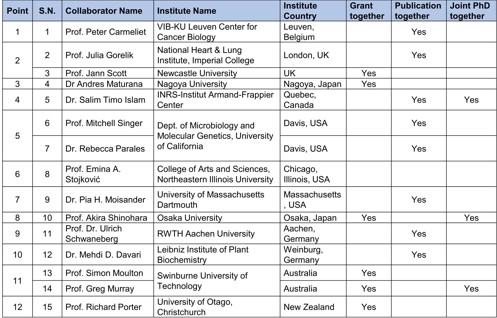 Point S.N. Collaborator Name Institute Name Institute Country Grant together Publication together Joint PhD together
1 1 Prof. Peter Carmeliet VIB-KU Leuven Center for Cancer Biology Leuven, Belgium Yes
2 2 Prof. Julia Gorelik National Heart & Lung Institute, Imperial College London, UK Yes
3 Prof. Jann Scott Newcastle University UK Yes
3 4 Dr Andres Maturana Nagoya University Nagoya, Japan Yes
4 5 Dr. Salim Timo Islam INRS-Institut Armand-Frappier Center Quebec, Canada Yes Yes
5 6 Prof. Mitchell Singer Dept. of Microbiology and Molecular Genetics, University of California Davis, USA Yes
7 Dr. Rebecca Parales Davis, USA Yes
6 8 Prof. Emina A. Stojković College of Arts and Sciences, Northeastern Illinois University Chicago, Illinois, USA Yes
7 9 Dr. Pia H. Moisander University of Massachusetts Dartmouth Massachusetts , USA Yes
8 10 Prof. Akira Shinohara Osaka University Osaka, Japan Yes Yes
9 11 Prof. Dr. Ulrich Schwaneberg RWTH Aachen University Aachen, Germany Yes
10 12 Dr. Mehdi D. Davari Leibniz Institute of Plant Biochemistry Weinburg, Germany Yes
11 13 Prof. Simon Moulton Swinburne University of Technology Australia Yes
14 Prof. Greg Murray Australia Yes Yes
12 15 Prof. Richard Porter University of Otago, Christchurch New Zealand Yes